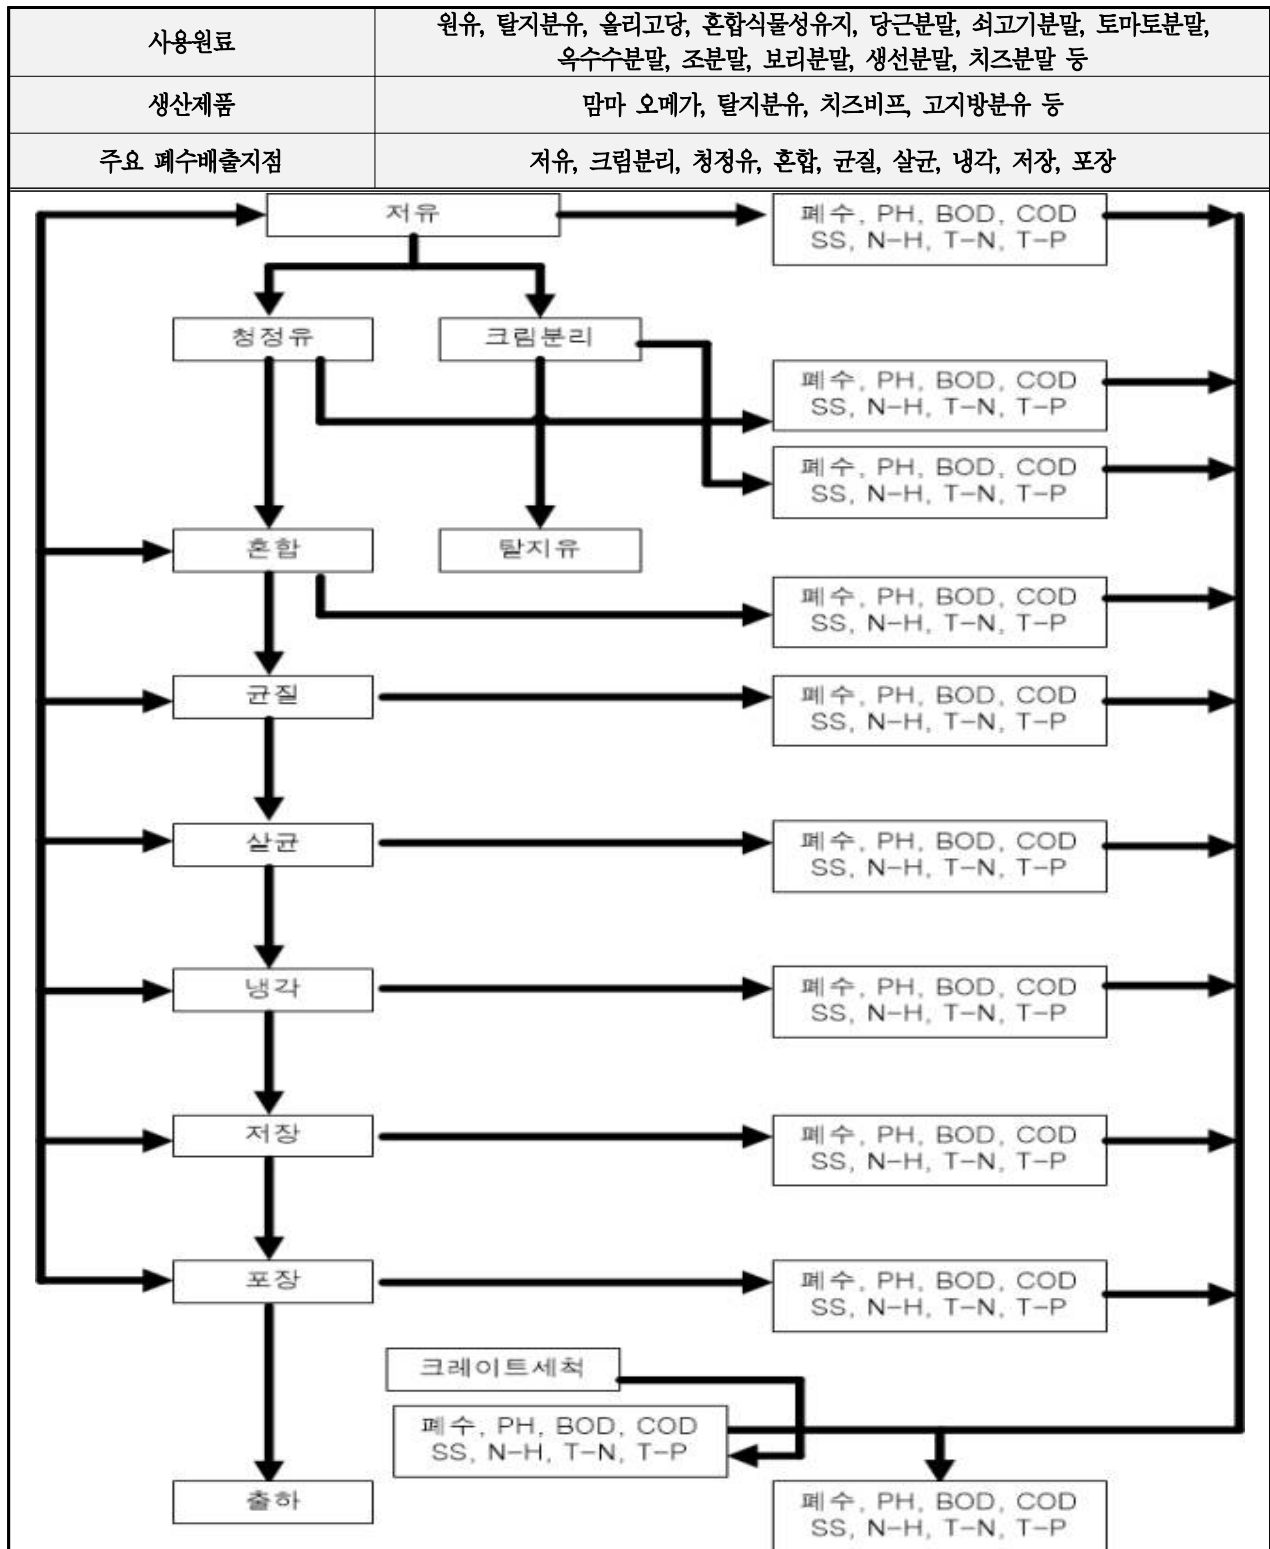 사용원료
원유, 탈지분유, 올리고당, 혼합식물성유지, 당근분말, 쇠고기분말, 토마토분말,
옥수수분말, 조분말, 보리분말, 생선분말, 치즈분말 등
생산제품
맘마 오메가, 탈지분유, 치즈비프, 고지방분유 등
주요 폐수배출지점
저유, 크림분리, 청정유, 혼합, 균질, 살균, 냉각, 저장, 포장
저유
폐수, PH, BOD, COD
SS, N-H, T-N, T-P
청정유
크림분리
폐수, PH, BOD, COD
SS, N-H, T-N, T-P
폐수, PH, BOD, COD
SS, N-H, T-N, T-P
혼합
탈지유
폐수, PH, BOD, COD
SS, N-H, T-N, T-P
균질
폐수, PH, BOD, COD
SS, N-H, T-N, T-P
살균
폐수, PH, BOD, COD
SS, N-H, T-N, T-P
냉각
폐수, PH, BOD, COD
SS, N-H, T-N, T-P
저장
폐수, PH, BOD, COD
SS, N-H, T-N, T-P
포장
폐수, PH, BOD, COD
SS, N-H, T-N, T-P
크레이트세척
폐수, PH, BOD, COD
SS, N-H, T-N, T-P
출하
폐수, PH, BOD, COD
SS, N-H, T-N, T-P